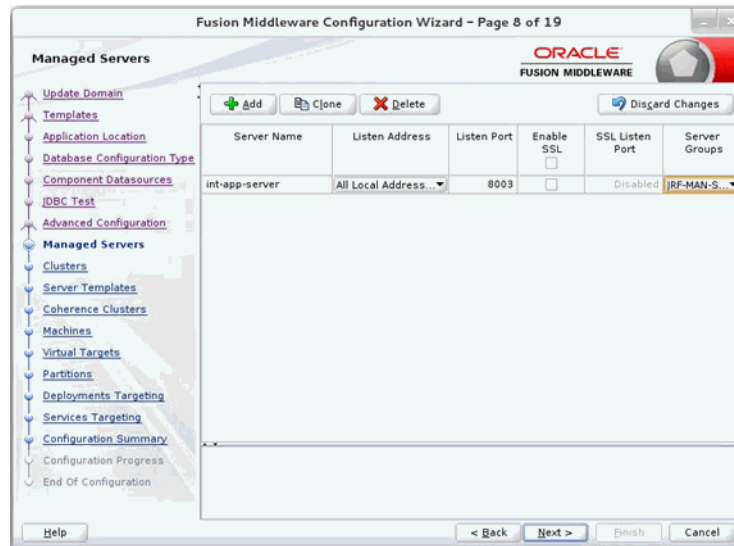 Fusion Middleware Configuration Wizard - Page 8 of 19
Managed Servers
ORACLE
FUSION MIDDLEWARE
Update Domain
Templates
Application Location
Database Configuration Type
Component Datasources
JDBC Test
Advanced Configuration
Managed Servers
Clusters
Server Templates
Coherence Clusters
Machines
Virtual Targets
Partitions
Deployments Targeting
Services Targeting
Configuration Summary
Configuration Progress
End Of Configuration
Add Clone Delete Discard Changes
Server Name Listen Address Listen Port Enable SSL SSL Listen Port Server Groups
int-app-server All Local Address... 8003 Disabled JRF-MAN-S...
Help < Back Next > Finish Cancel